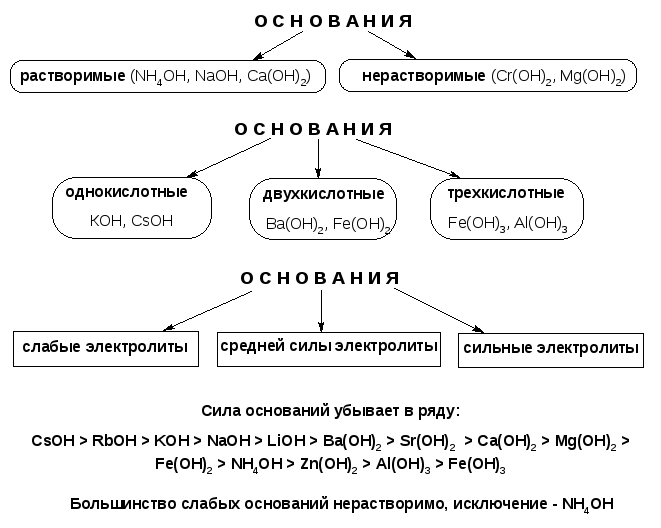 ОСНОВАНИЯ
растворимые (NH₄OH, NaOH, Ca(OH)₂)
нерастворимые (Cr(OH)₂, Mg(OH)₂)
ОСНОВАНИЯ
однокислотные
KOH, CsOH
двухкислотные
Ba(OH)₂, Fe(OH)₂
трехкислотные
Fe(OH)₃, Al(OH)₃
ОСНОВАНИЯ
слабые электролиты
средней силы электролиты
сильные электролиты
Сила оснований убывает в ряду:
CsOH > RbOH > KOH > NaOH > LiOH > Ba(OH)₂ > Sr(OH)₂ > Ca(OH)₂ > Mg(OH)₂ >
Fe(OH)₂ > NH₄OH > Zn(OH)₂ > Al(OH)₃ > Fe(OH)₃
Большинство слабых оснований нерастворимо, исключение - NH₄OH